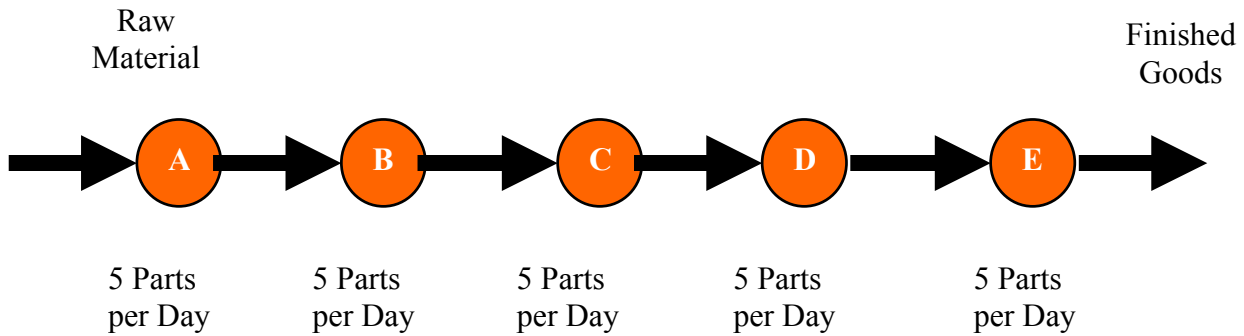 Raw
Material
Finished
Goods
A
B
C
D
E
5 Parts
per Day
5 Parts
per Day
5 Parts
per Day
5 Parts
per Day
5 Parts
per Day